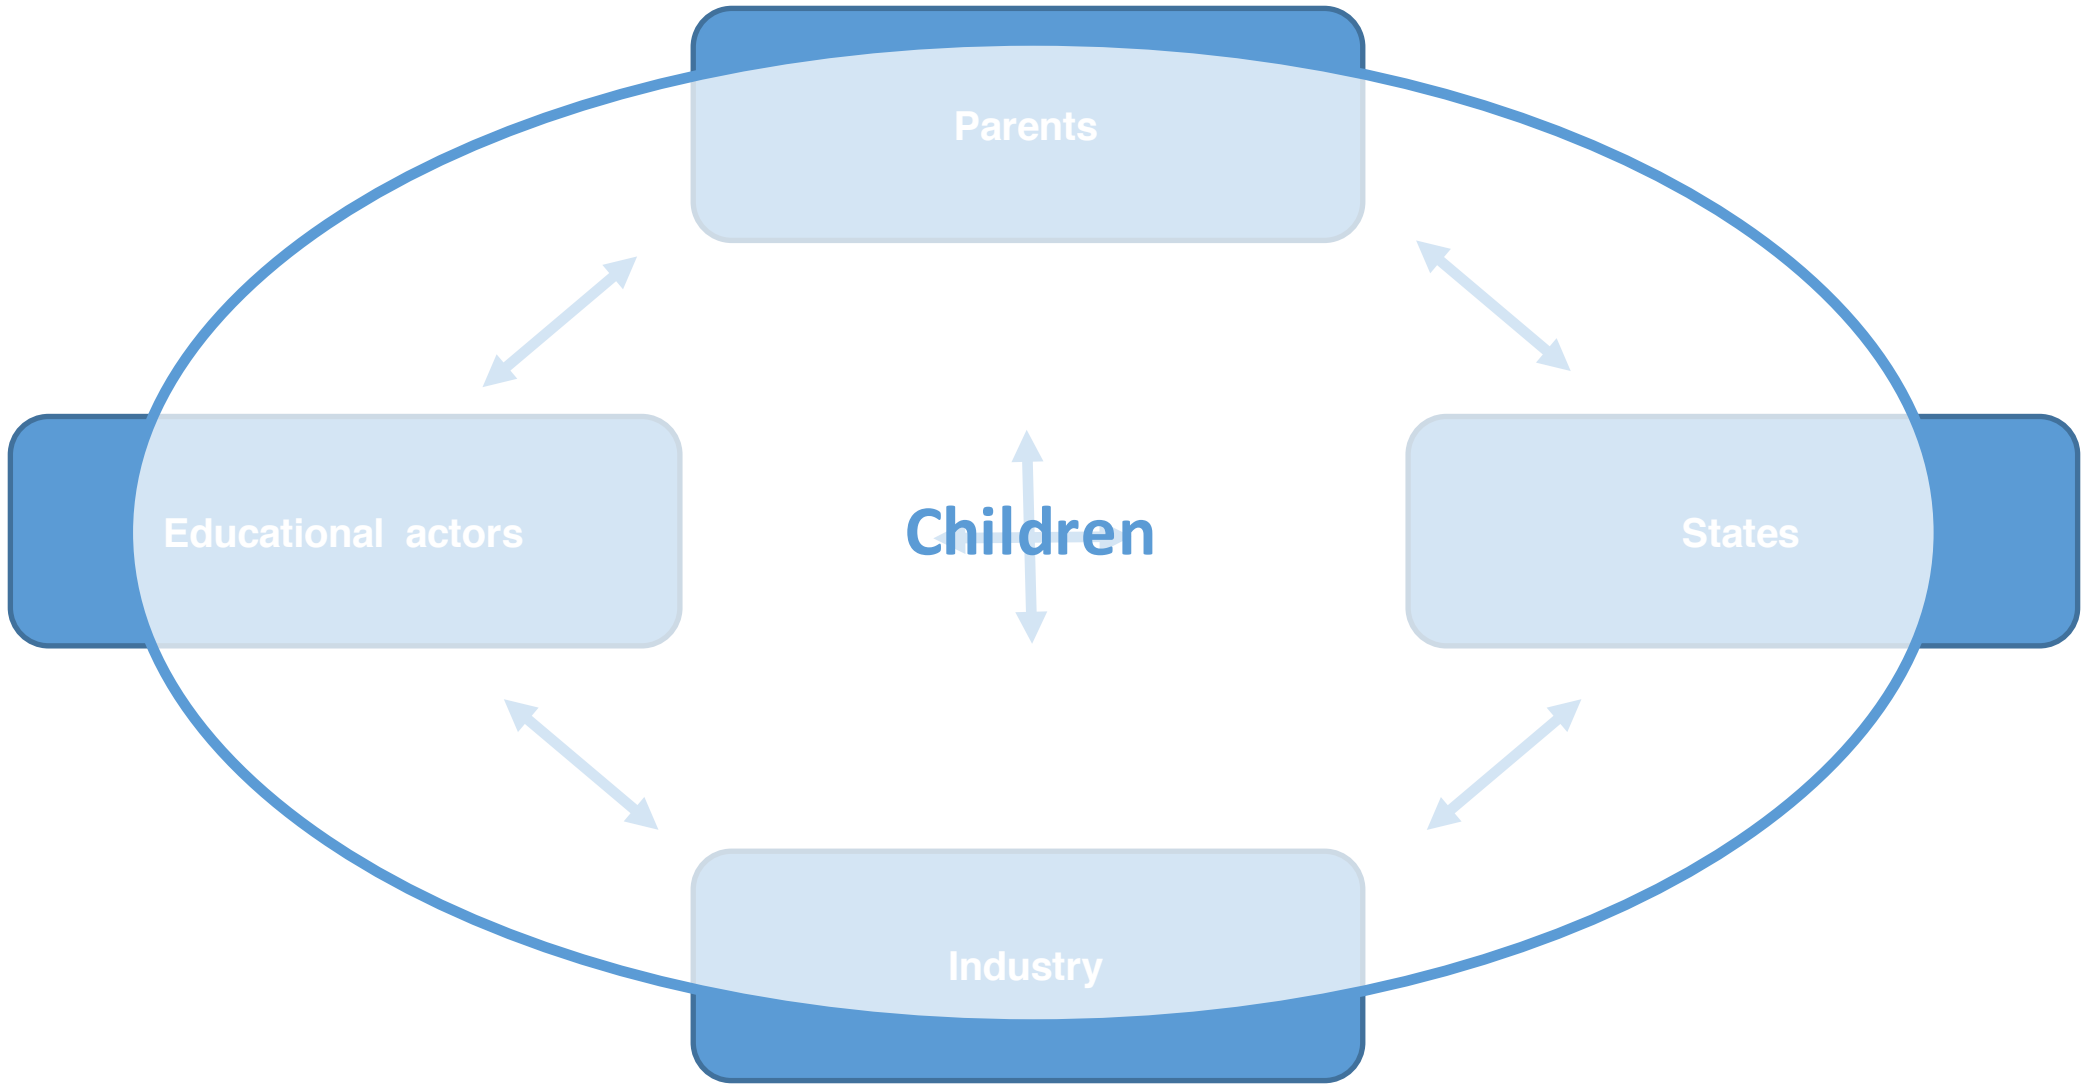 Parents
Educational actors
Children
States
Industry